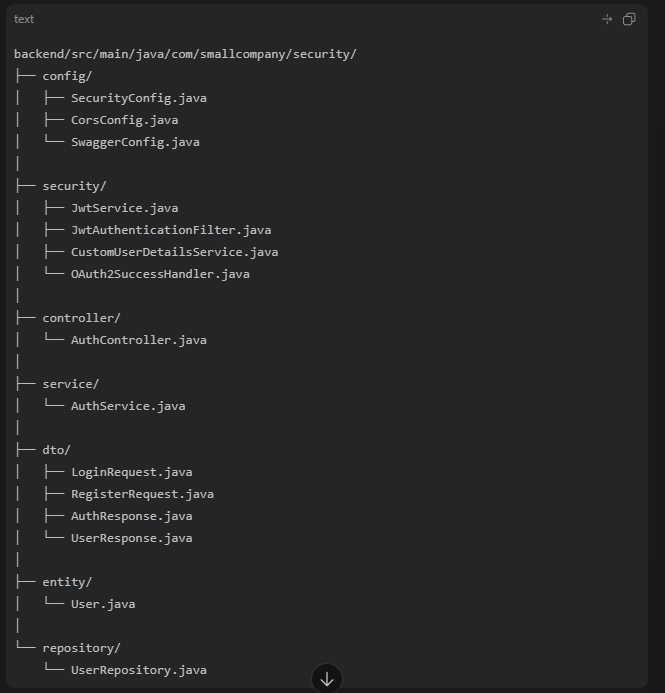 text
backend/src/main/java/com/smallcompany/security/
├── config/
│   ├── SecurityConfig.java
│   ├── CorsConfig.java
│   └── SwaggerConfig.java
│
├── security/
│   ├── JwtService.java
│   ├── JwtAuthenticationFilter.java
│   ├── CustomUserDetailsService.java
│   └── OAuth2SuccessHandler.java
│
├── controller/
│   └── AuthController.java
│
├── service/
│   └── AuthService.java
│
├── dto/
│   ├── LoginRequest.java
│   ├── RegisterRequest.java
│   ├── AuthResponse.java
│   └── UserResponse.java
│
├── entity/
│   └── User.java
│
└── repository/
    └── UserRepository.java